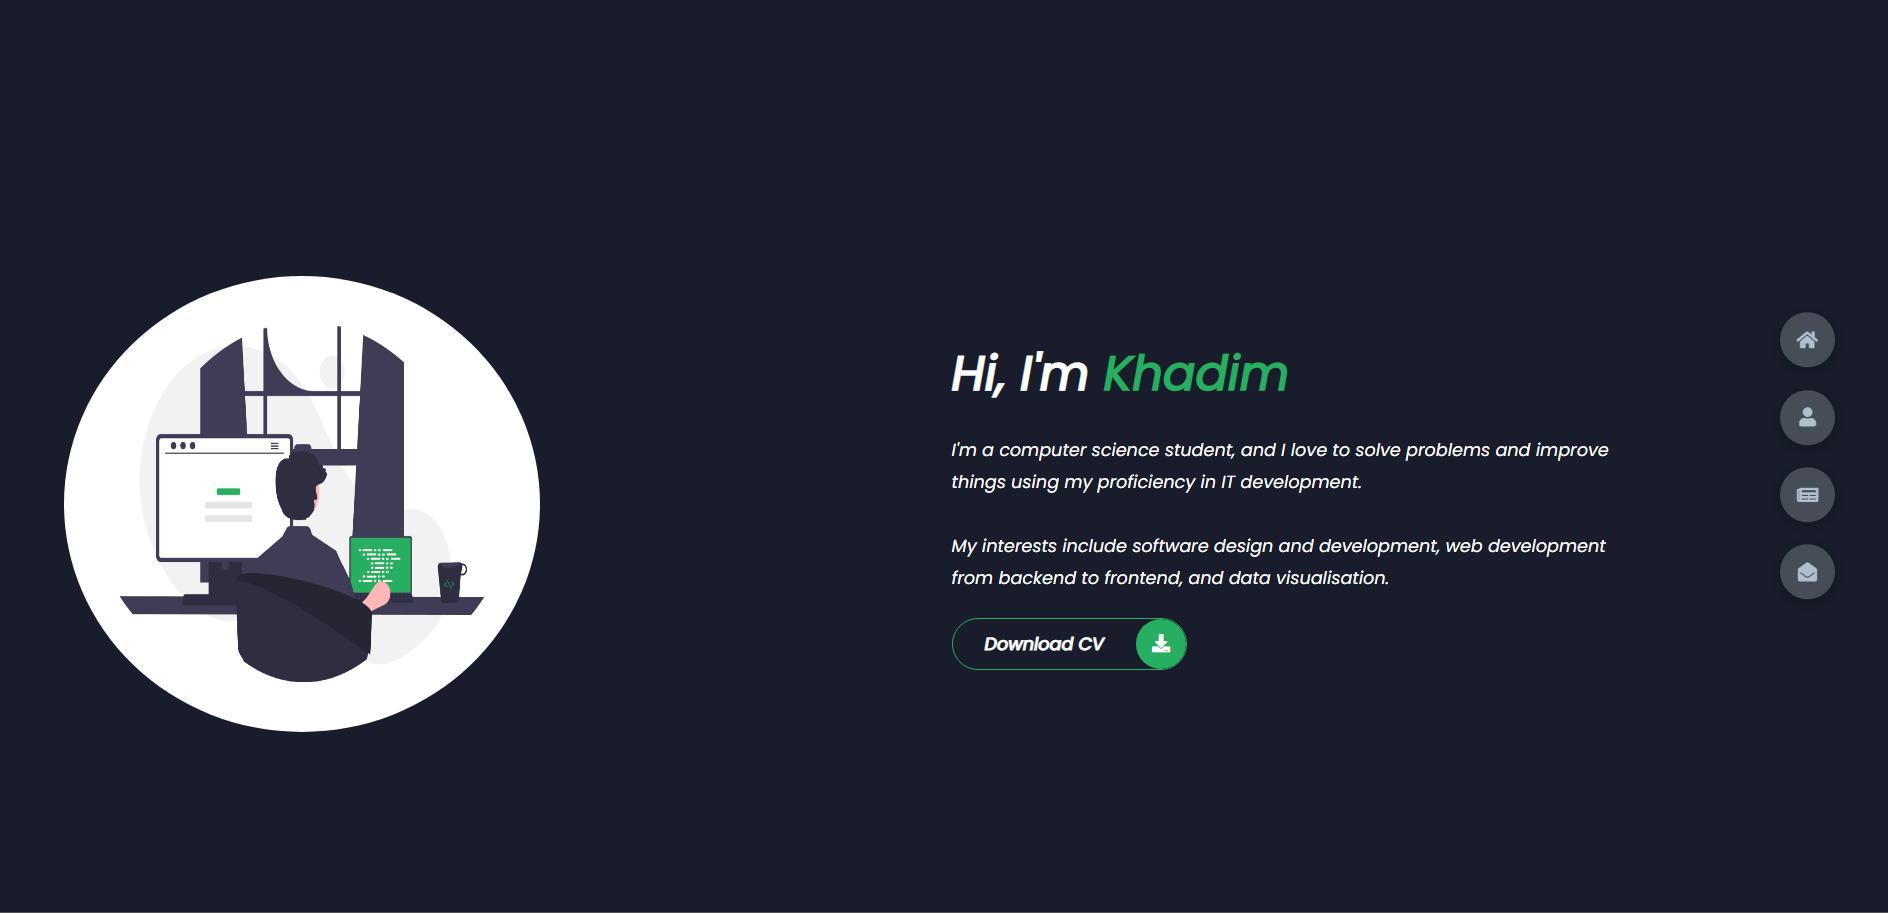 Hi, I'm Khadim
I'm a computer science student, and I love to solve problems and improve
things using my proficiency in IT development.
My interests include software design and development, web development
from backend to frontend, and data visualisation.
Download CV